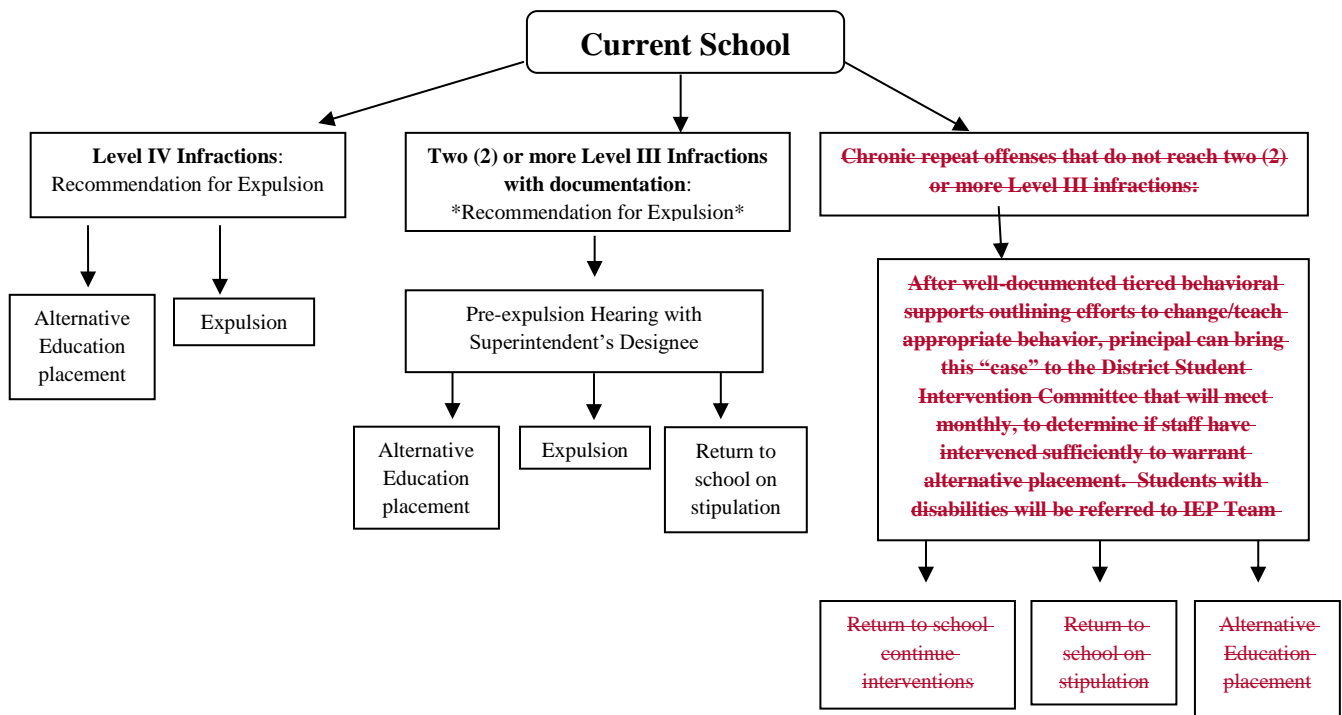 Current School
Level IV Infractions:
Recommendation for Expulsion
Alternative
Education
placement
Expulsion
Two (2) or more Level III Infractions
with documentation:
*Recommendation for Expulsion*
Pre-expulsion Hearing with
Superintendent’s Designee
Alternative
Education
placement
Expulsion
Return to
school on
stipulation
Chronic repeat offenses that do not reach two (2)
or more Level III infractions:
After well-documented tiered behavioral
supports outlining efforts to change/teach
appropriate behavior, principal can bring
this “case” to the District Student
Intervention Committee that will meet
monthly, to determine if staff have
intervened sufficiently to warrant
alternative placement.  Students with
disabilities will be referred to IEP Team
Return to school
continue
interventions
Return to
school on
stipulation
Alternative
Education
placement